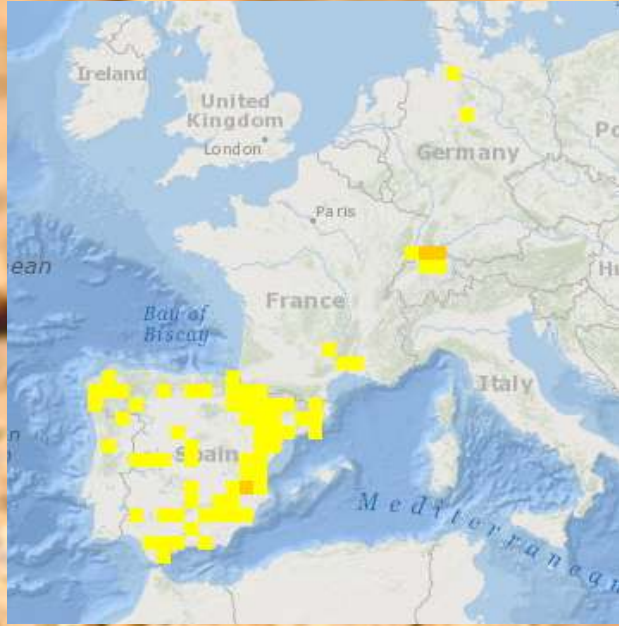 Ireland
United
Kingdom
London
Germany
Po
Paris
ean
Bay of
Biscay
France
Hu
Italy
Spain
Mediterranean